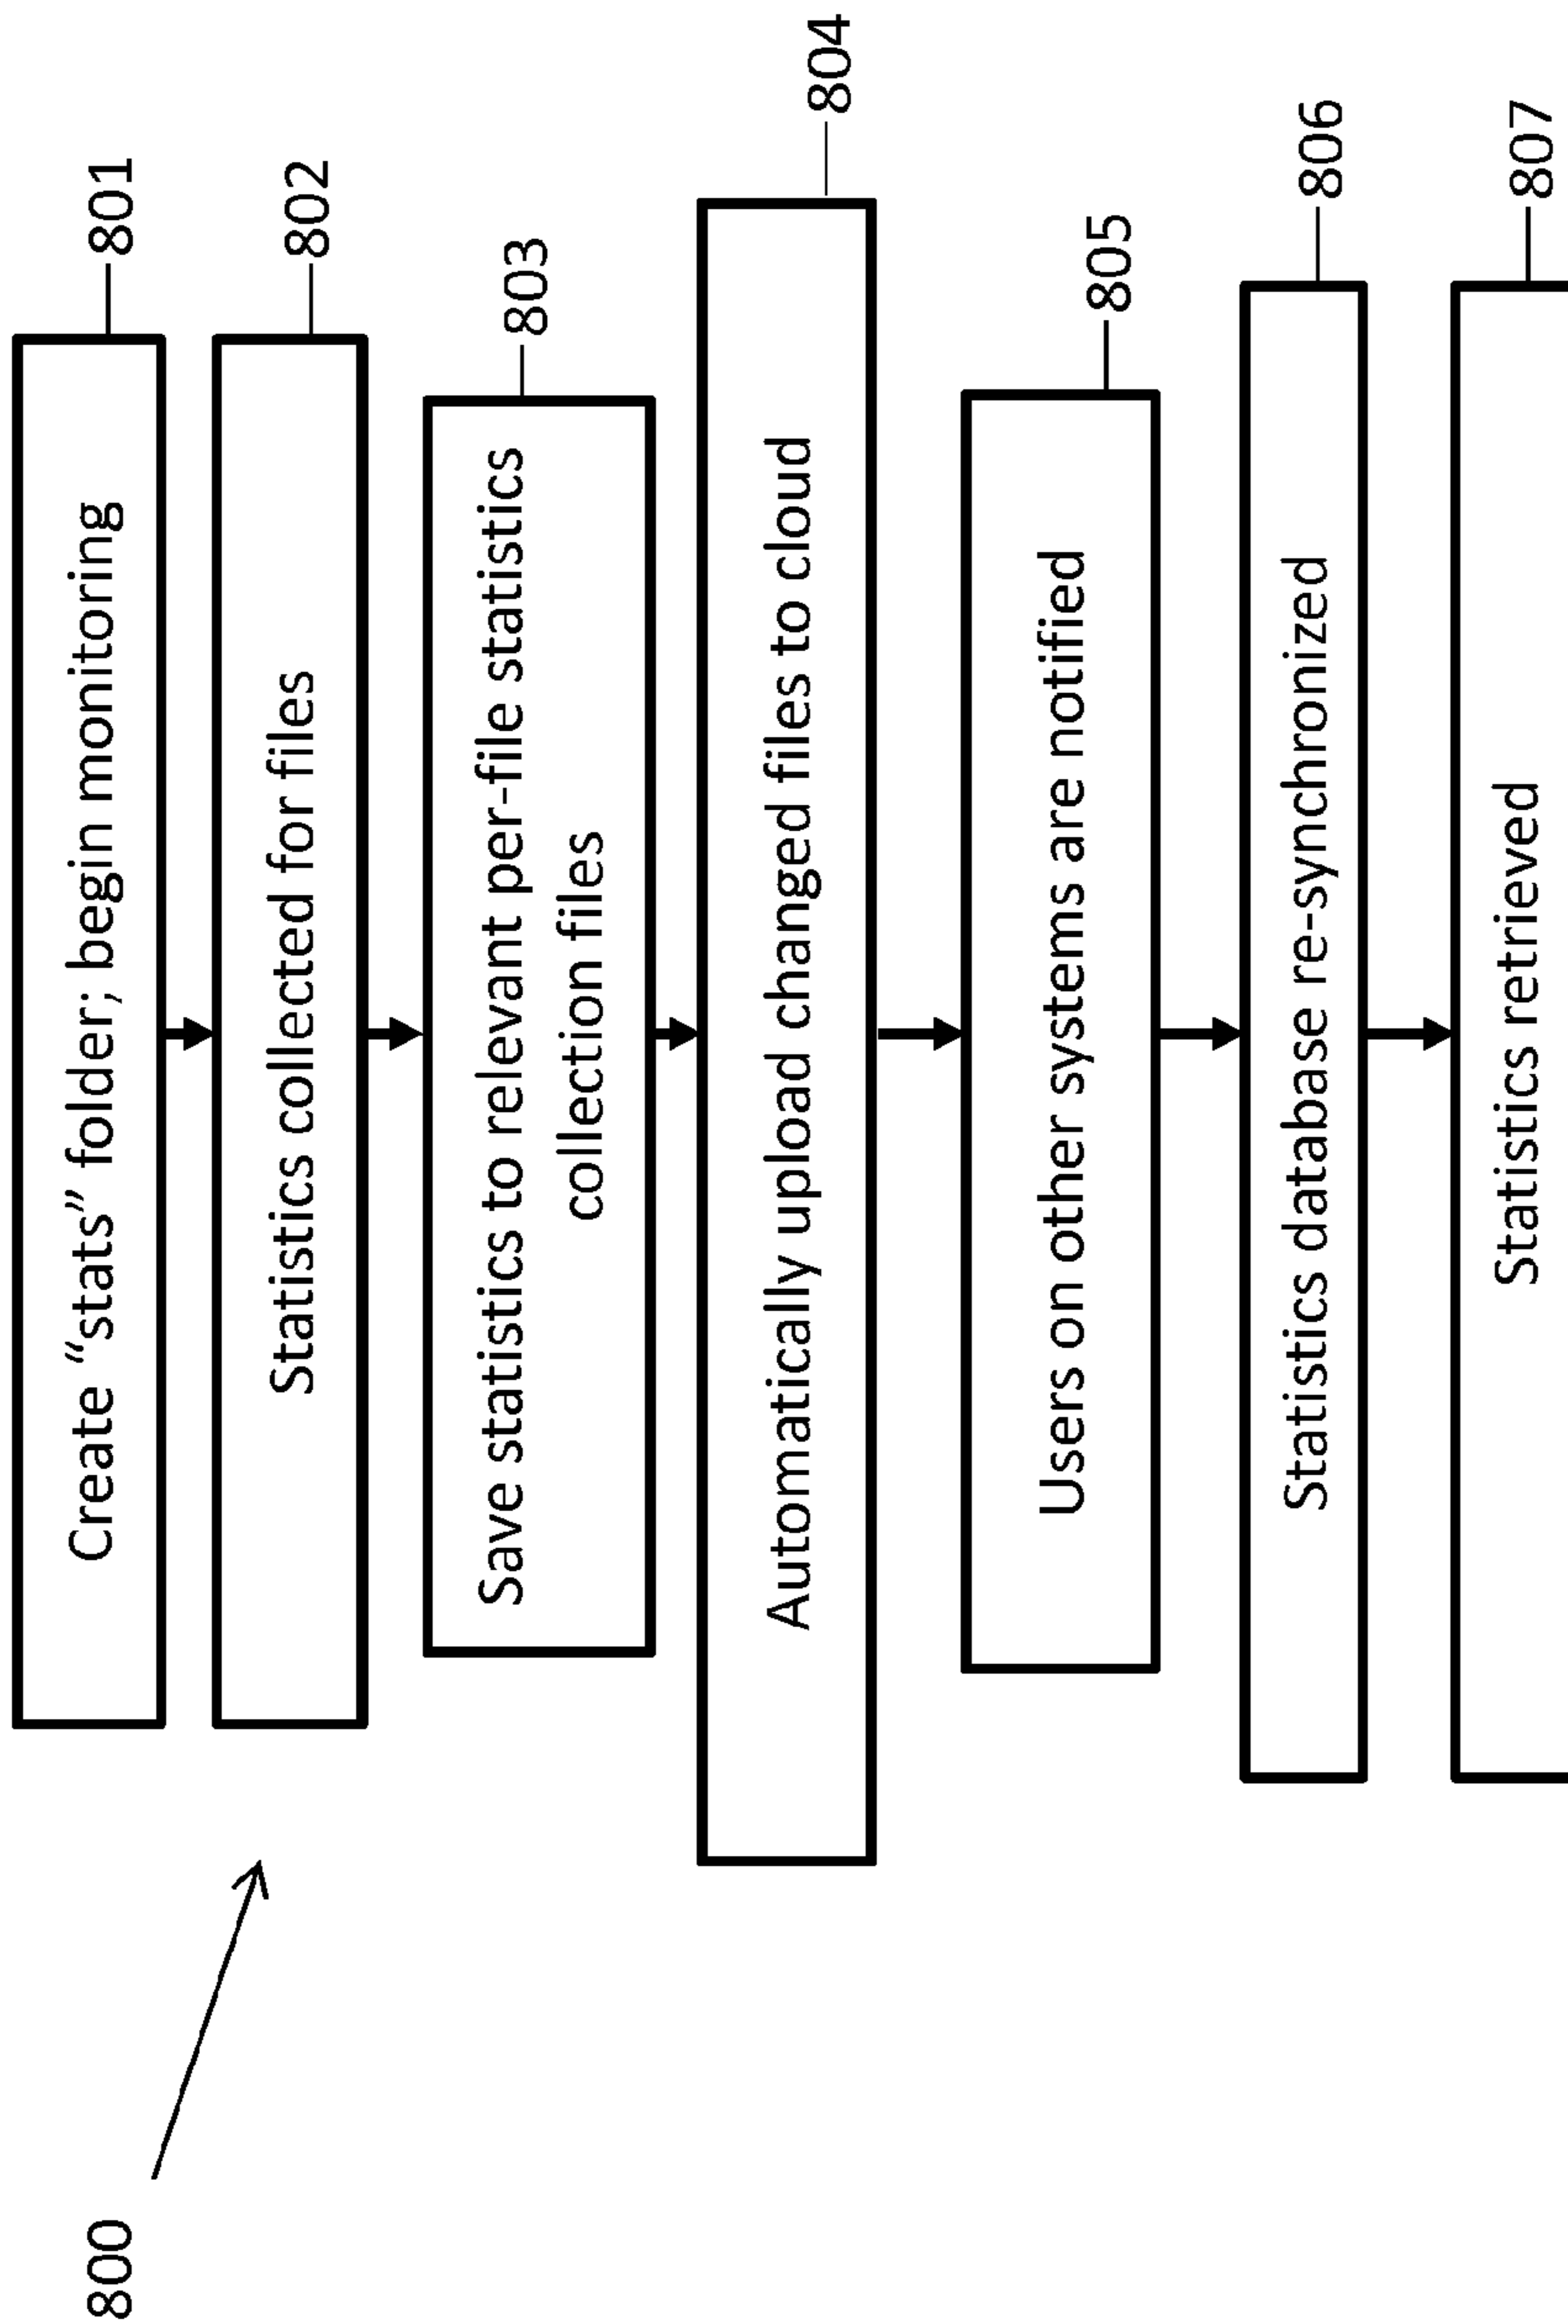 800
Create “stats” folder; begin monitoring
801
Statistics collected for files
802
Save statistics to relevant per-file statistics
collection files
803
Automatically upload changed files to cloud
804
Users on other systems are notified
805
Statistics database re-synchronized
806
Statistics retrieved
807